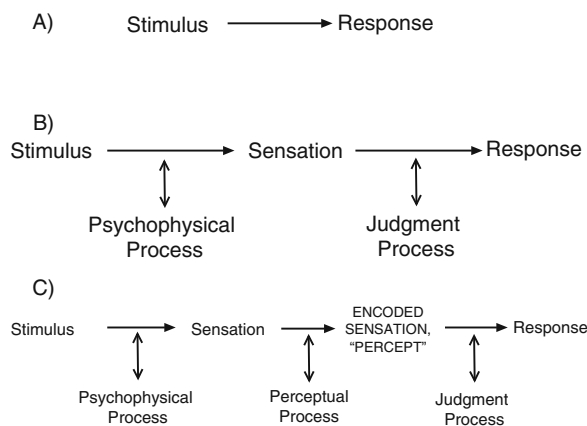 A)
Stimulus Response
B)
Stimulus Sensation Response
Psychophysical Judgment
Process Process
C)
ENCODED
Stimulus Sensation SENSATION, Response
"PERCEPT"
Psychophysical Perceptual Judgment
Process Process Process